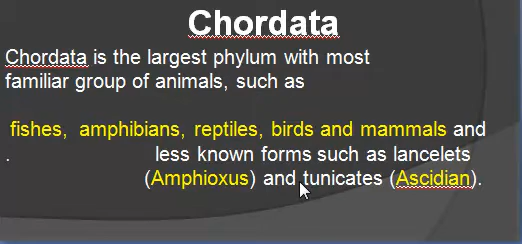 Chordata
Chordata is the largest phylum with most
familiar group of animals, such as
fishes, amphibians, reptiles, birds and mammals and
. less known forms such as lancelets
(Amphioxus) and tunicates (Ascidian).